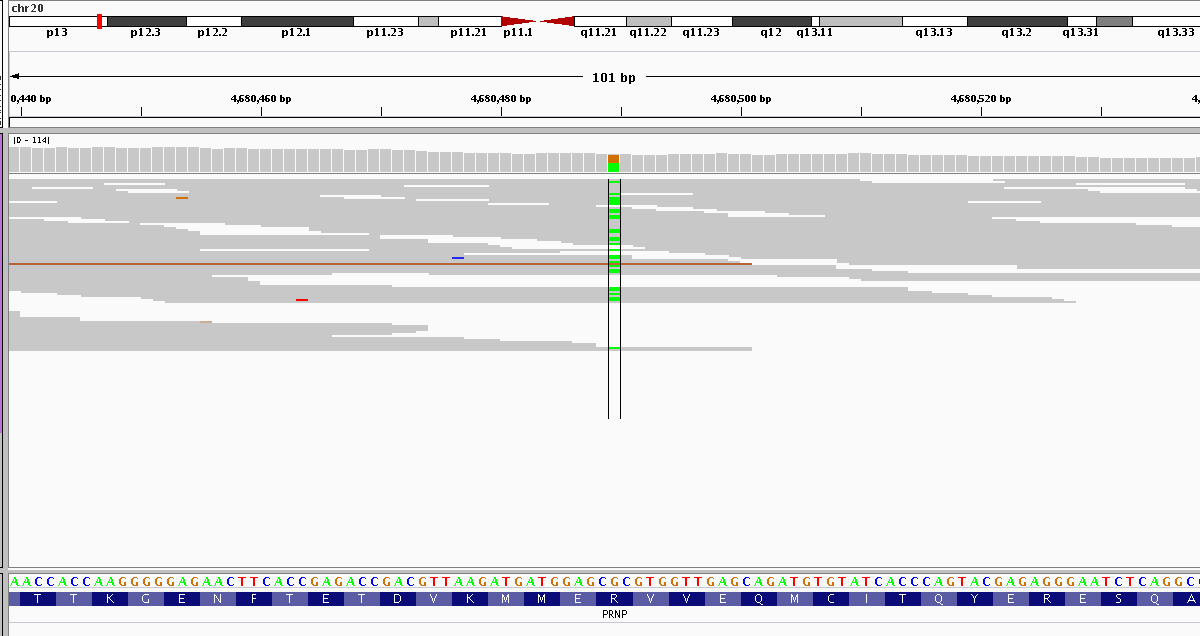 chr20
p13 p12.3 p12.2 p12.1 p11.23 p11.21 p11.1 q11.21 q11.22 q11.23 q12 q13.11 q13.13 q13.2 q13.31 q13.33
101 bp
0,440 bp 4,680,460 bp 4,680,480 bp 4,680,500 bp 4,680,520 bp 4,
[0 - 114]
AACCACCAAGGGGGAGAACTTCACCGAGACCGACGTTAAGATGATGGAGCGCGTGGTTGAGCAGATGTGTATCACCCAGTACGAGAGGGAATCTCAGGC
T T K G E N F T E T D V K M M E R V V E Q M C I T Q Y E R E S Q A
PRNP